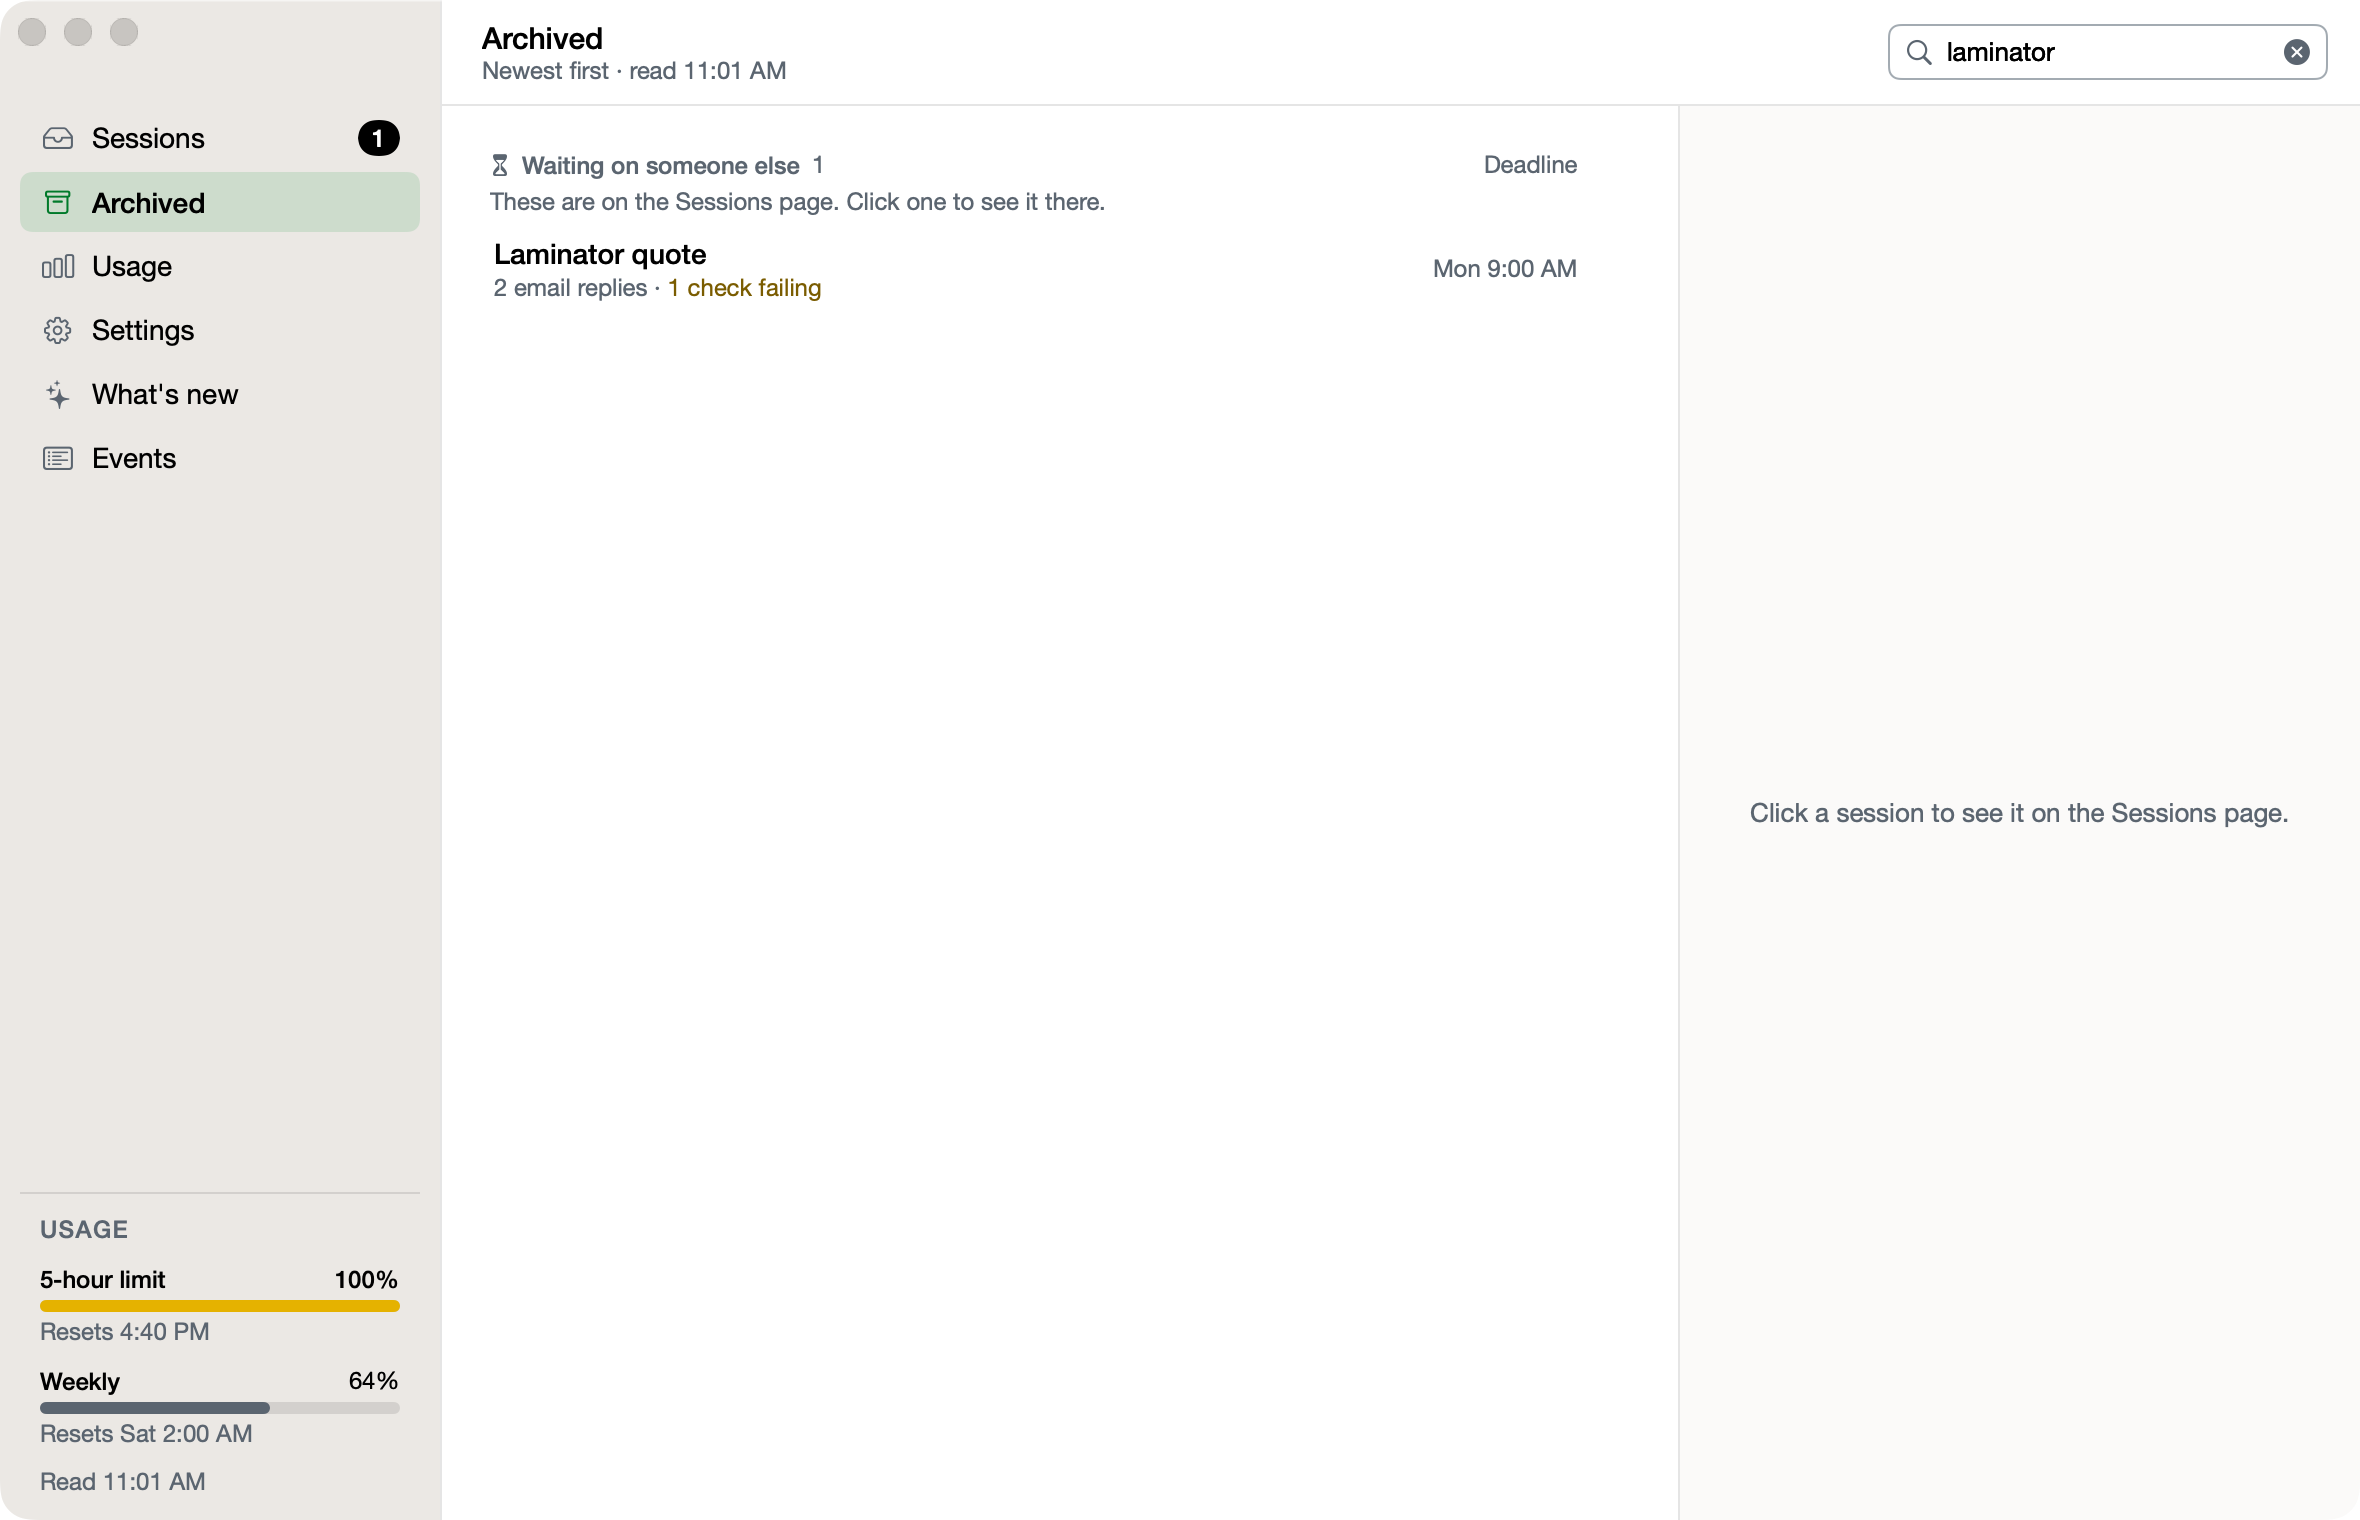 Sessions 1
Archived
Usage
Settings
What's new
Events
USAGE
5-hour limit 100%
Resets 4:40 PM
Weekly 64%
Resets Sat 2:00 AM
Read 11:01 AM
Archived
Newest first · read 11:01 AM
laminator
Waiting on someone else 1 Deadline
These are on the Sessions page. Click one to see it there.
Laminator quote
2 email replies · 1 check failing
Mon 9:00 AM
Click a session to see it on the Sessions page.